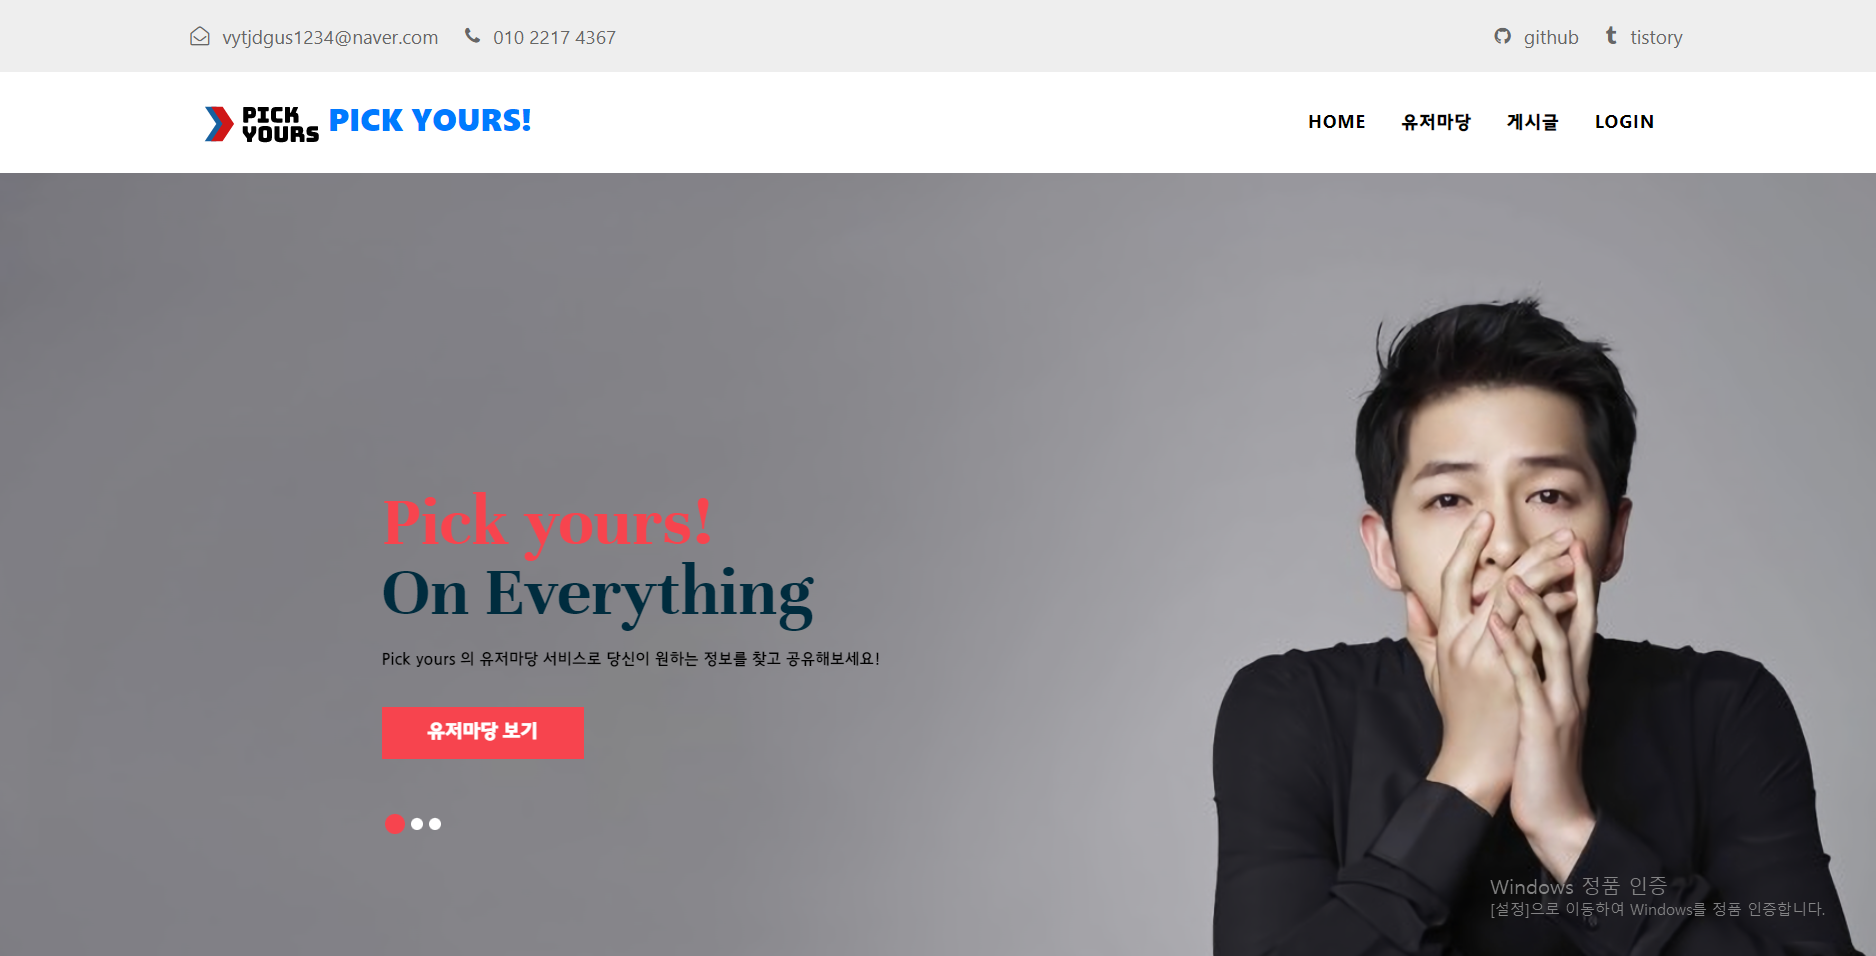 vytjdgus1234@naver.com 010 2217 4367 github tistory
PICK
YOURS
PICK YOURS! HOME 유저마당 게시글 LOGIN
Pick yours!
On Everything
Pick yours 의 유저마당 서비스로 당신이 원하는 정보를 찾고 공유해보세요!
유저마당 보기
Windows 정품 인증
[설정]으로 이동하여 Windows를 정품 인증합니다.